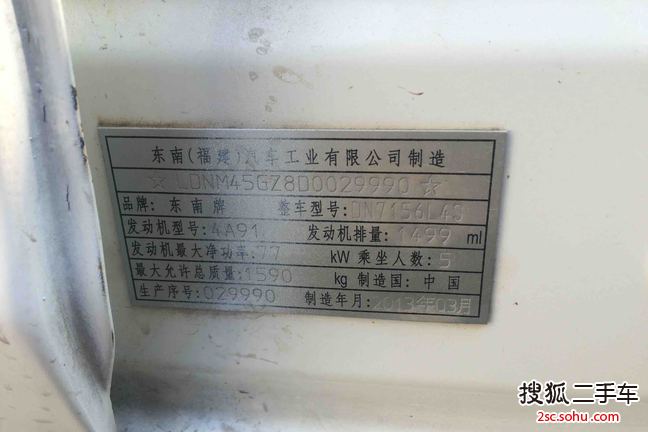 东南(福建)汽车工业有限公司制造
☆LDNM45GZ8D0029990☆
品牌: 东南牌 整车型号: DN7156L4S
发动机型号: 4A91 发动机排量: 1499 ml
发动机最大净功率: 77 kW 乘坐人数: 5
最大允许总质量: 1590 kg 制造国: 中国
生产序号: 029990 制造年月: 2013年03月
搜狐二手车
2sc.sohu.com